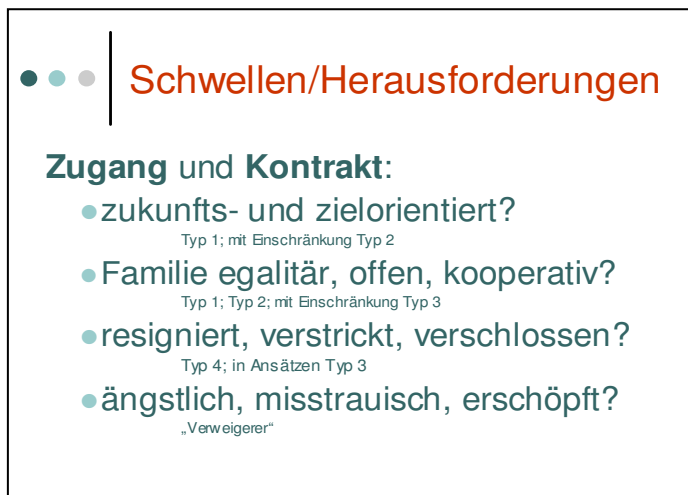 Schwellen/Herausforderungen
Zugang und Kontrakt:
zukunfts- und zielorientiert?
Typ 1; mit Einschränkung Typ 2
Familie egalitär, offen, kooperativ?
Typ 1; Typ 2; mit Einschränkung Typ 3
resigniert, verstrickt, verschlossen?
Typ 4; in Ansätzen Typ 3
ängstlich, misstrauisch, erschöpft?
„Verweigerer“